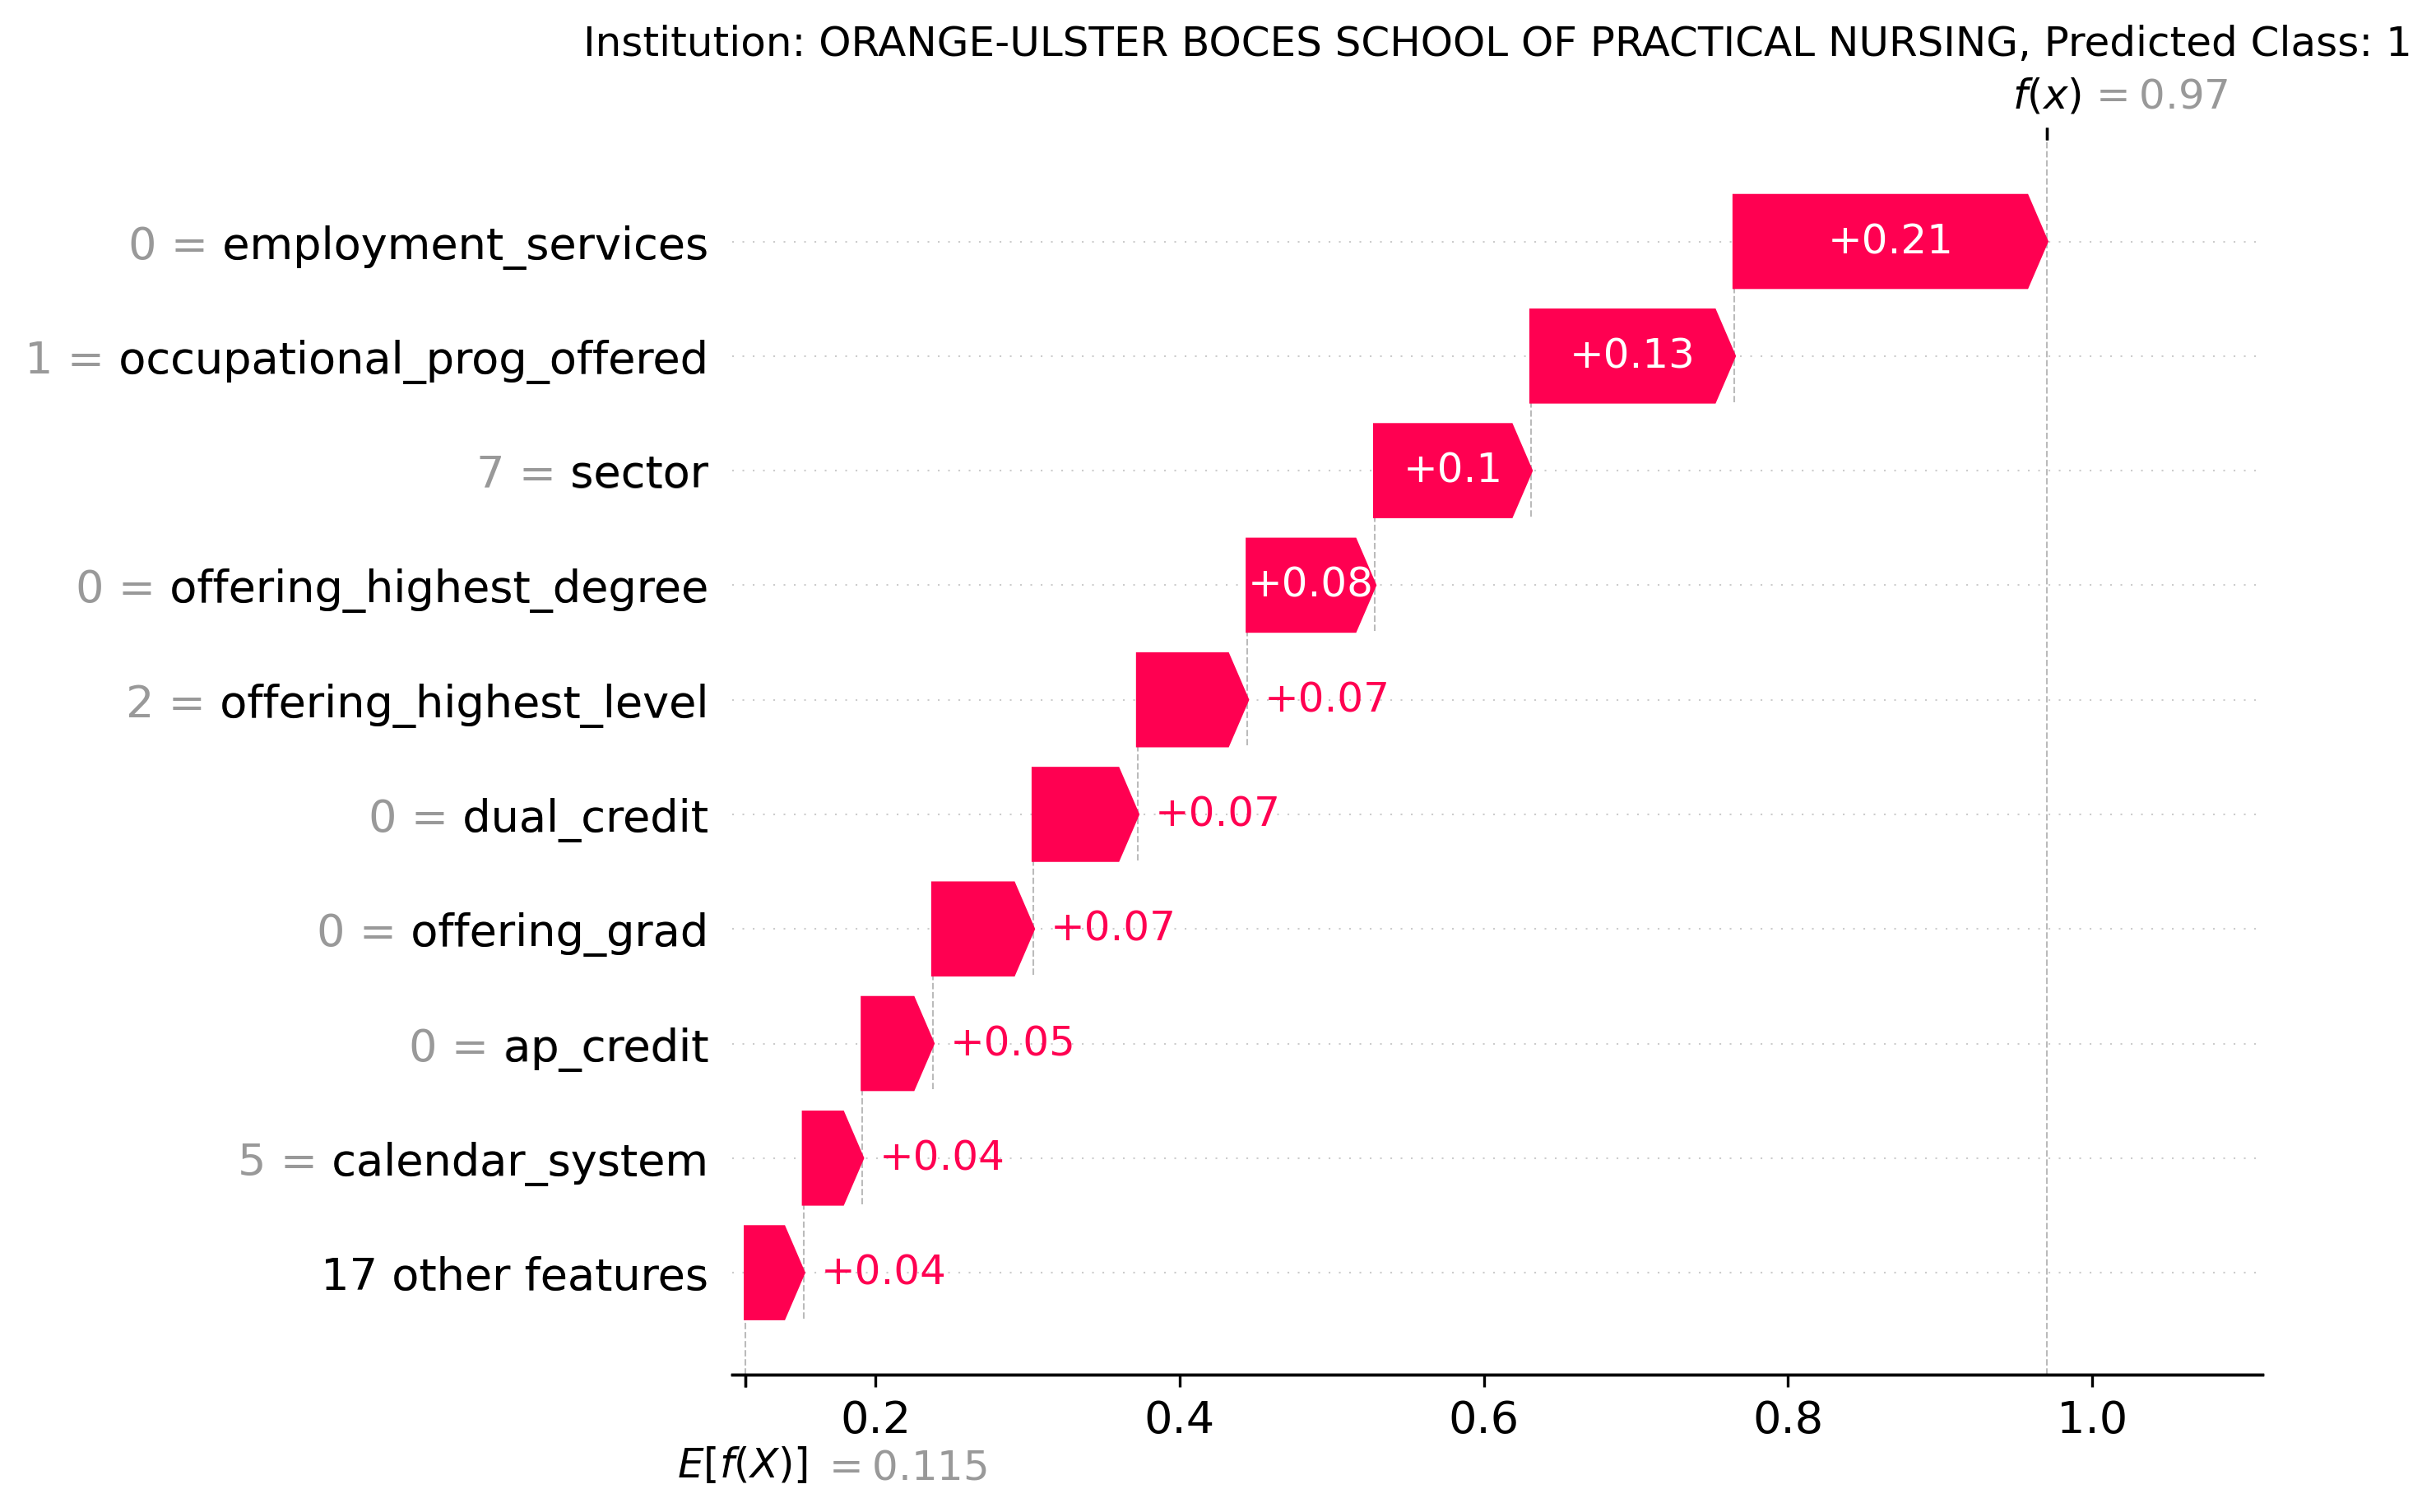 Institution: ORANGE-ULSTER BOCES SCHOOL OF PRACTICAL NURSING, Predicted Class: 1
f(x) = 0.97
0 = employment_services +0.21
1 = occupational_prog_offered +0.13
7 = sector +0.1
0 = offering_highest_degree +0.08
2 = offering_highest_level +0.07
0 = dual_credit +0.07
0 = offering_grad +0.07
0 = ap_credit +0.05
5 = calendar_system +0.04
17 other features +0.04
0.2 0.4 0.6 0.8 1.0
E[f(X)] = 0.115